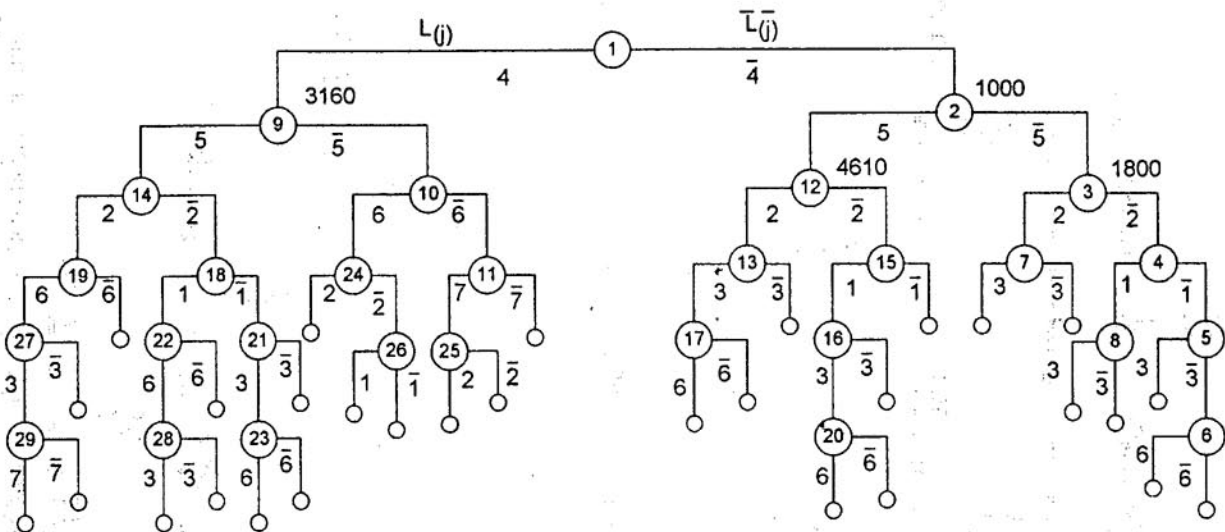 L(j) 1 L̅(j̅)
4 4̅
9 3160 2 1000
5 5̅ 5 5̅
14 10 12 4610 3 1800
2 2̅ 6 6̅ 2 2̅ 2 2̅
19 18 24 11 13 15 7 4
6 6̅ 1 1̅ 2 2̅ 7 7̅ 3 3̅ 1 1̅ 3 3̅ 1 1̅
27 22 21 26 25 17 16 8 5
3 3̅ 6 6̅ 3 3̅ 1 1̅ 2 2̅ 6 6̅ 3 3̅ 3 3̅ 3 3̅
29 28 23 20 6
7 7̅ 3 3̅ 6 6̅ 6 6̅ 6 6̅